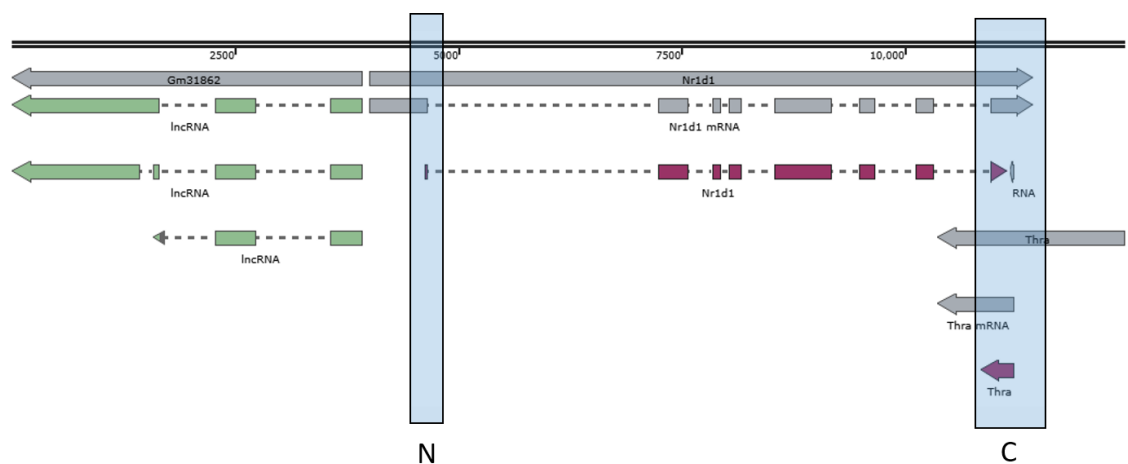 2500 5000 7500 10,000
Gm31862 Nr1d1
lncRNA Nr1d1 mRNA
lncRNA Nr1d1 RNA
Thra
lncRNA
Thra mRNA
Thra
N C